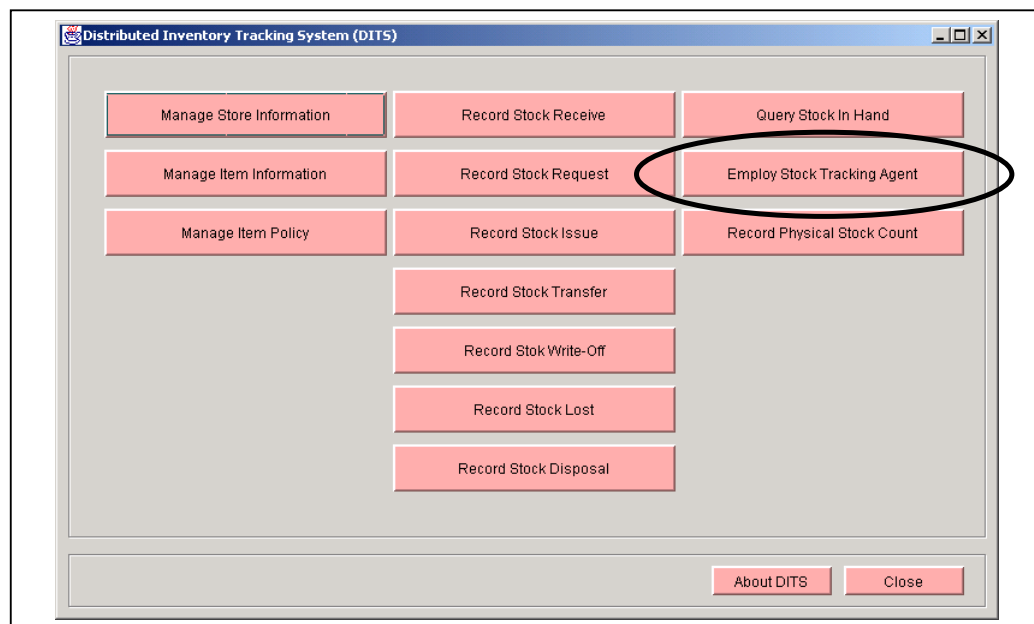 Distributed Inventory Tracking System (DITS)
Manage Store Information
Record Stock Receive
Query Stock In Hand
Manage Item Information
Record Stock Request
Employ Stock Tracking Agent
Manage Item Policy
Record Stock Issue
Record Physical Stock Count
Record Stock Transfer
Record Stok Write-Off
Record Stock Lost
Record Stock Disposal
About DITS
Close